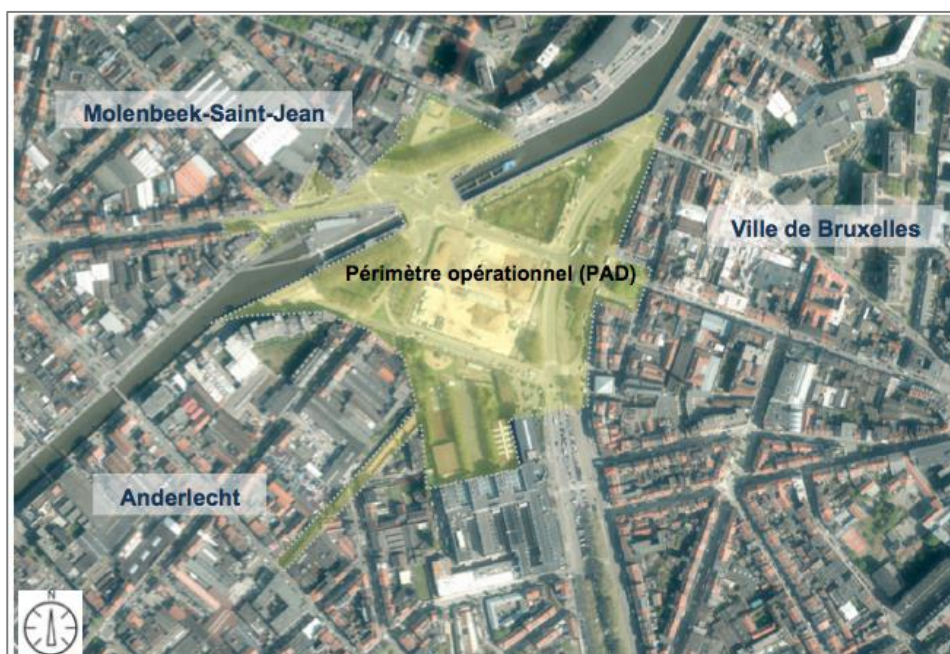 Molenbeek-Saint-Jean
Ville de Bruxelles
Périmètre opérationnel (PAD)
Anderlecht
N